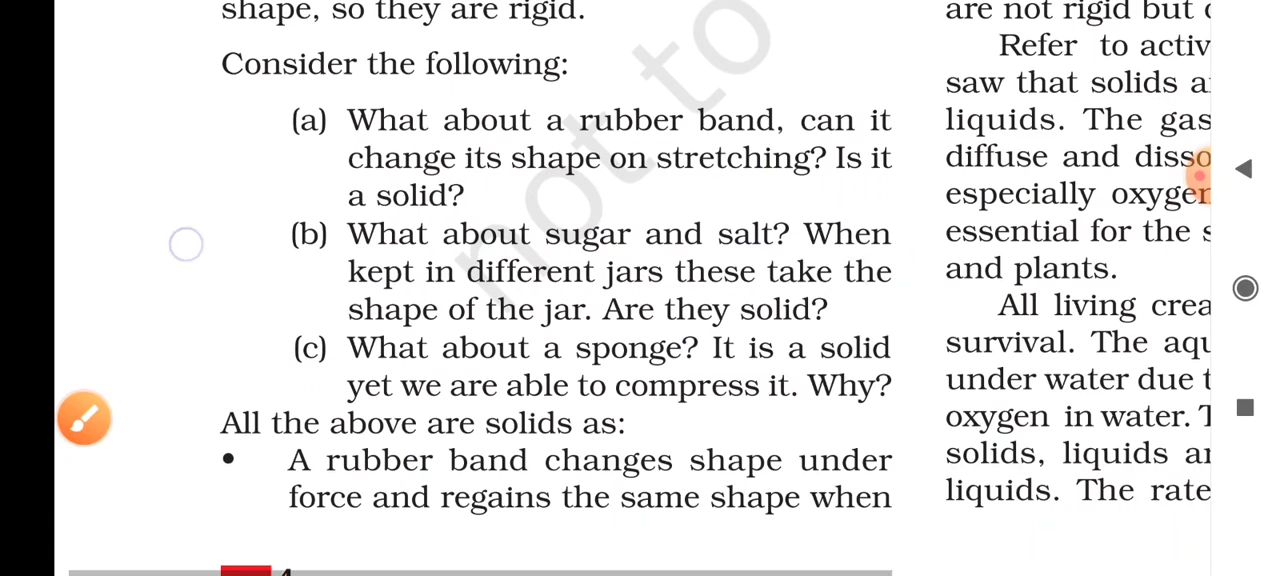 shape, so they are rigid.
Consider the following:
(a) What about a rubber band, can it
change its shape on stretching? Is it
a solid?
(b) What about sugar and salt? When
kept in different jars these take the
shape of the jar. Are they solid?
(c) What about a sponge? It is a solid
yet we are able to compress it. Why?
All the above are solids as:
• A rubber band changes shape under
force and regains the same shape when
4
are not rigid but
Refer to activ
saw that solids a
liquids. The gas
diffuse and disso
especially oxygen
essential for the s
and plants.
All living crea
survival. The aqu
under water due t
oxygen in water. T
solids, liquids an
liquids. The rate
not to